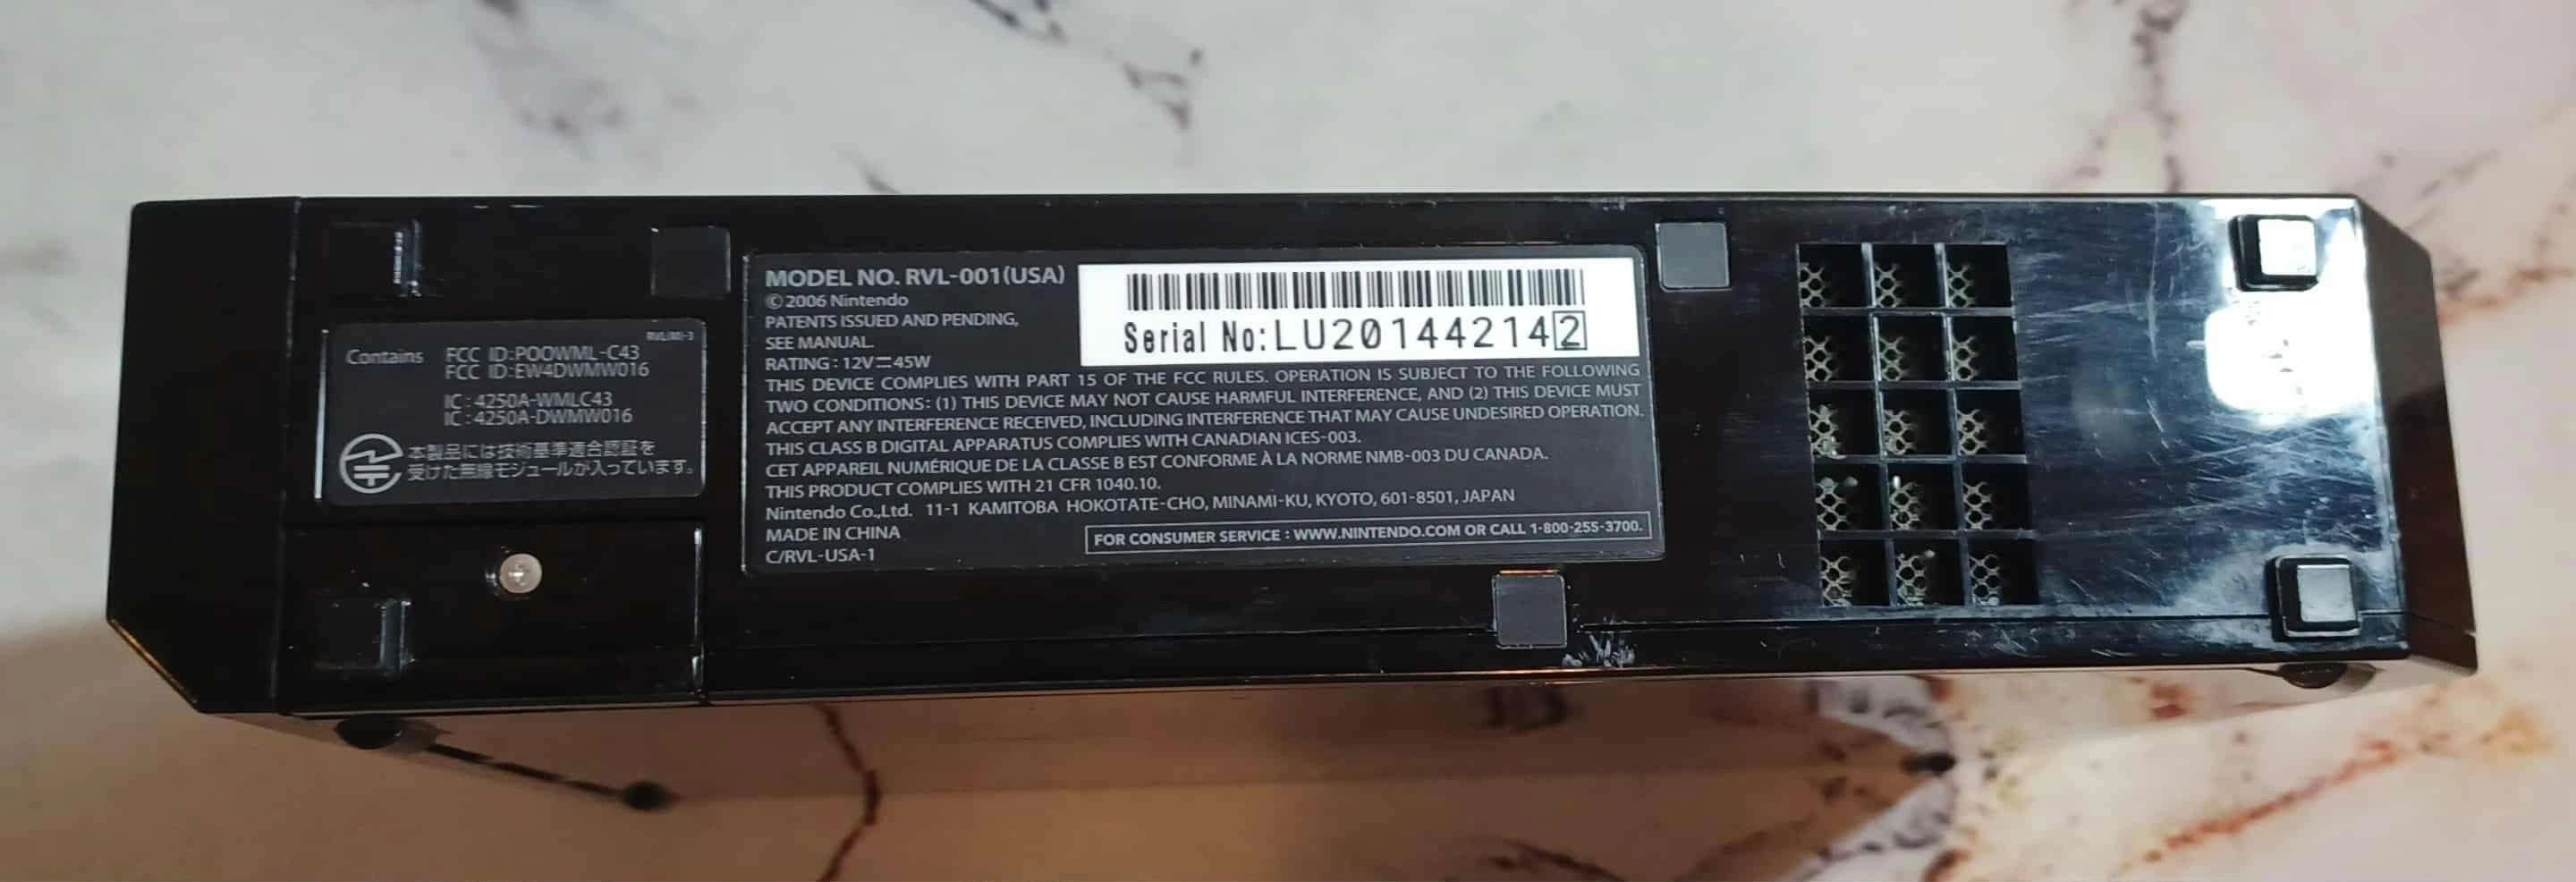 RVL(M)-3
Contains FCC ID:POOWML-C43
FCC ID:EW4DWMW016
IC:4250A-WMLC43
IC:4250A-DWMW016
本製品には技術基準適合認証を
受けた無線モジュールが入っています。
MODEL NO. RVL-001(USA)
©2006 Nintendo
PATENTS ISSUED AND PENDING,
SEE MANUAL.
RATING:12V⎓45W
Serial No:LU201442142
THIS DEVICE COMPLIES WITH PART 15 OF THE FCC RULES. OPERATION IS SUBJECT TO THE FOLLOWING
TWO CONDITIONS: (1) THIS DEVICE MAY NOT CAUSE HARMFUL INTERFERENCE, AND (2) THIS DEVICE MUST
ACCEPT ANY INTERFERENCE RECEIVED, INCLUDING INTERFERENCE THAT MAY CAUSE UNDESIRED OPERATION.
THIS CLASS B DIGITAL APPARATUS COMPLIES WITH CANADIAN ICES-003.
CET APPAREIL NUMÉRIQUE DE LA CLASSE B EST CONFORME À LA NORME NMB-003 DU CANADA.
THIS PRODUCT COMPLIES WITH 21 CFR 1040.10.
Nintendo Co.,Ltd. 11-1 KAMITOBA HOKOTATE-CHO, MINAMI-KU, KYOTO, 601-8501, JAPAN
MADE IN CHINA
C/RVL-USA-1
FOR CONSUMER SERVICE : WWW.NINTENDO.COM OR CALL 1-800-255-3700.